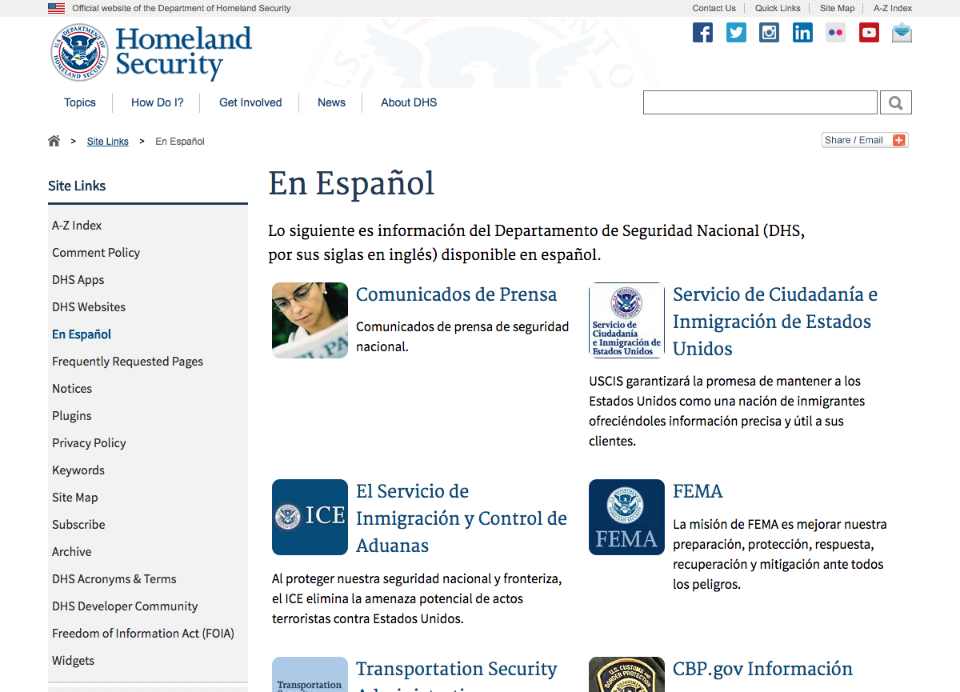 Official website of the Department of Homeland Security
Contact Us
Quick Links
Site Map
A-Z Index
Homeland
Security
Topics
How Do I?
Get Involved
News
About DHS
> Site Links > En Español
Share / Email
Site Links
A-Z Index
Comment Policy
DHS Apps
DHS Websites
En Español
Frequently Requested Pages
Notices
Plugins
Privacy Policy
Keywords
Site Map
Subscribe
Archive
DHS Acronyms & Terms
DHS Developer Community
Freedom of Information Act (FOIA)
Widgets
En Español
Lo siguiente es información del Departamento de Seguridad Nacional (DHS,
por sus siglas en inglés) disponible en español.
Comunicados de Prensa
Comunicados de prensa de seguridad
nacional.
Servicio de
Ciudadanía
e Inmigración de
Estados Unidos
Servicio de Ciudadanía e
Inmigración de Estados
Unidos
USCIS garantizará la promesa de mantener a los
Estados Unidos como una nación de inmigrantes
ofreciéndoles información precisa y útil a sus
clientes.
ICE
El Servicio de
Inmigración y Control de
Aduanas
Al proteger nuestra seguridad nacional y fronteriza,
el ICE elimina la amenaza potencial de actos
terroristas contra Estados Unidos.
FEMA
FEMA
La misión de FEMA es mejorar nuestra
preparación, protección, respuesta,
recuperación y mitigación ante todos
los peligros.
Transportation
Transportation Security
CBP.gov Información